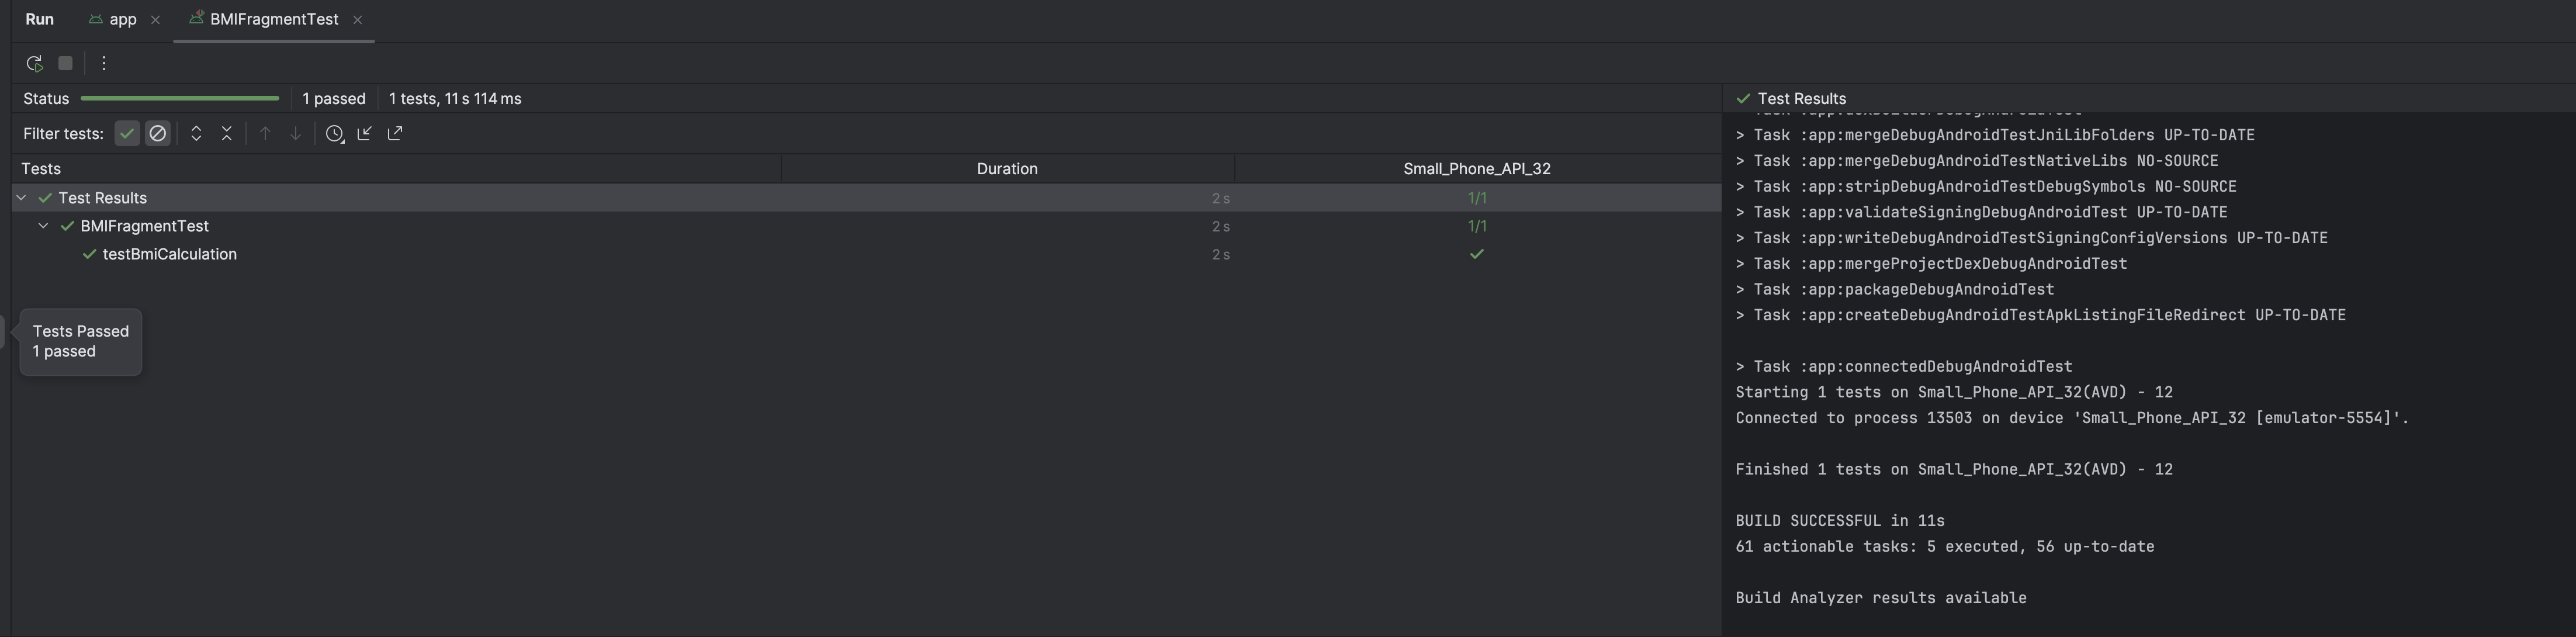 Run app BMIFragmentTest
Status 1 passed 1 tests, 11 s 114 ms
Filter tests:
Tests Duration Small_Phone_API_32
Test Results 2 s 1/1
BMIFragmentTest 2 s 1/1
testBmiCalculation 2 s
Tests Passed
1 passed
Test Results
> Task :app:mergeDebugAndroidTestJniLibFolders UP-TO-DATE
> Task :app:mergeDebugAndroidTestNativeLibs NO-SOURCE
> Task :app:stripDebugAndroidTestDebugSymbols NO-SOURCE
> Task :app:validateSigningDebugAndroidTest UP-TO-DATE
> Task :app:writeDebugAndroidTestSigningConfigVersions UP-TO-DATE
> Task :app:mergeProjectDexDebugAndroidTest
> Task :app:packageDebugAndroidTest
> Task :app:createDebugAndroidTestApkListingFileRedirect UP-TO-DATE
> Task :app:connectedDebugAndroidTest
Starting 1 tests on Small_Phone_API_32(AVD) - 12
Connected to process 13503 on device 'Small_Phone_API_32 [emulator-5554]'.
Finished 1 tests on Small_Phone_API_32(AVD) - 12
BUILD SUCCESSFUL in 11s
61 actionable tasks: 5 executed, 56 up-to-date
Build Analyzer results available